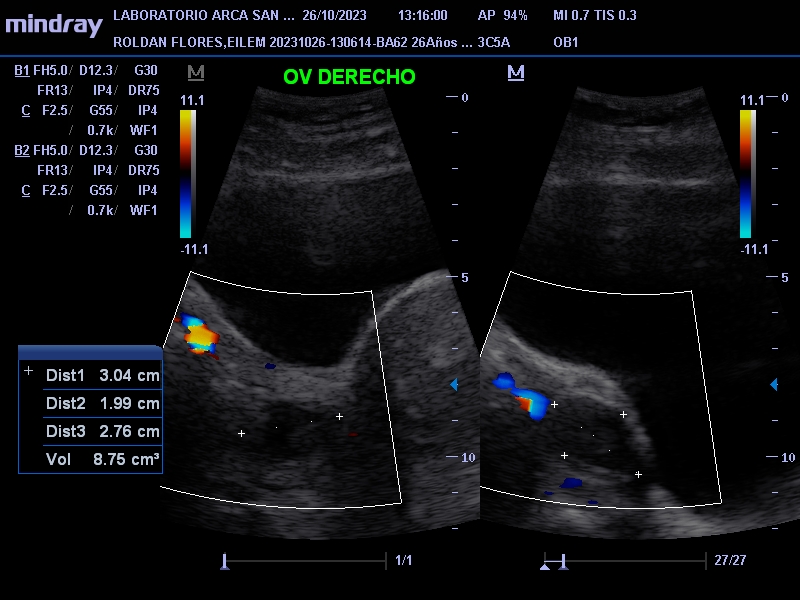 mindray LABORATORIO ARCA SAN ... 26/10/2023 13:16:00 AP 94% MI 0.7 TIS 0.3
ROLDAN FLORES,EILEM 20231026-130614-BA62 26Años ... 3C5A OB1
B1 FH5.0/ D12.3/ G30
FR13/ IP4/ DR75
C F2.5/ G55/ IP4
/ 0.7k/ WF1
B2 FH5.0/ D12.3/ G30
FR13/ IP4/ DR75
C F2.5/ G55/ IP4
/ 0.7k/ WF1
M
OV DERECHO
M
11.1
-11.1
0
5
10
11.1
-11.1
0
5
10
+ Dist1 3.04 cm
Dist2 1.99 cm
Dist3 2.76 cm
Vol 8.75 cm³
1/1
27/27